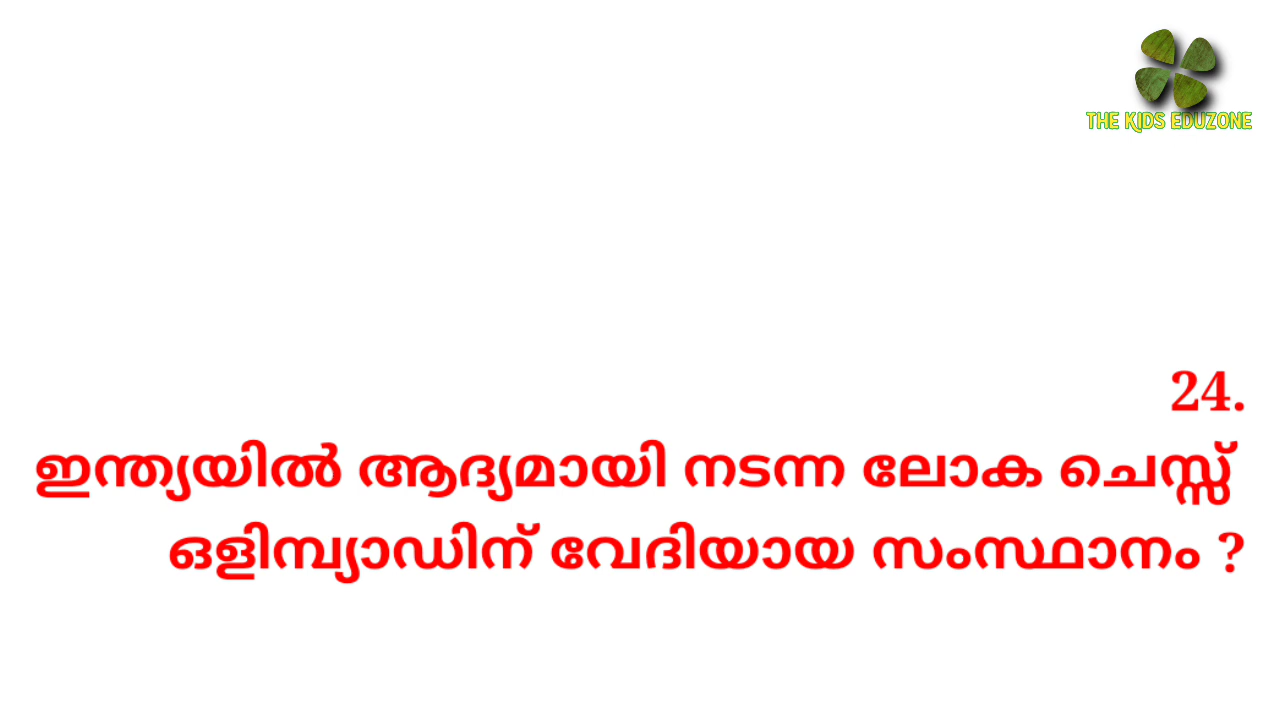 THE KIDS EDUZONE
24.
ഇന്ത്യയിൽ ആദ്യമായി നടന്ന ലോക ചെസ്സ്
ഒളിമ്പ്യാഡിന് വേദിയായ സംസ്ഥാനം ?